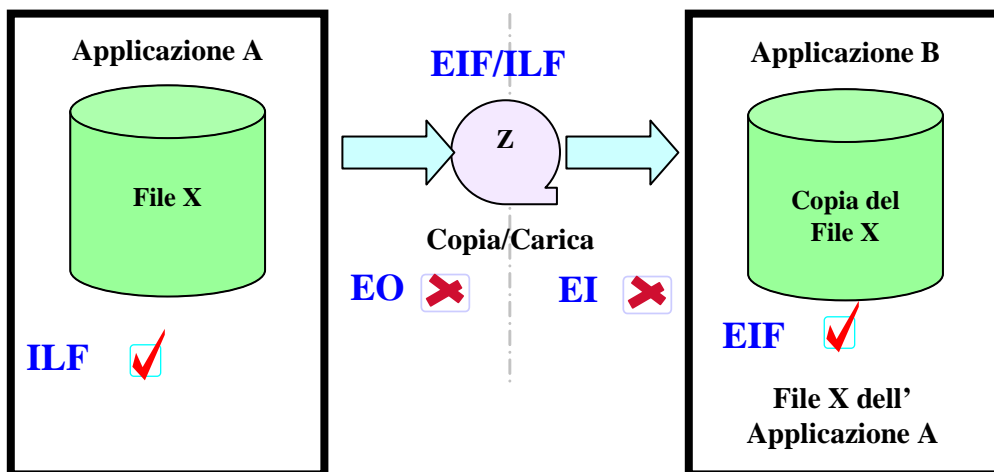 Applicazione A
File X
ILF
EIF/ILF
Z
Copia/Carica
EO
EI
Applicazione B
Copia del
File X
EIF
File X dell’
Applicazione A